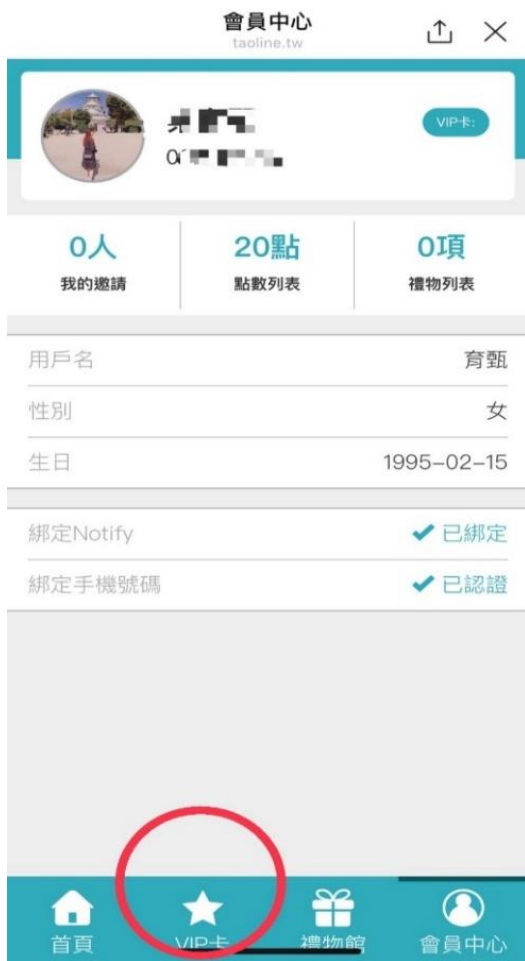 會員中心
taoline.tw
VIP卡:
0人
20點
0項
我的邀請
點數列表
禮物列表
用戶名 育甄
性別 女
生日 1995-02-15
綁定Notify ✔ 已綁定
綁定手機號碼 ✔ 已認證
首頁 VIP卡 禮物館 會員中心